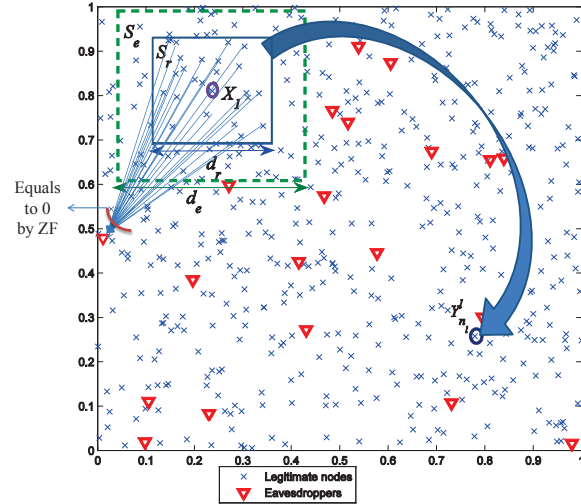 1
0.9
0.8
0.7
0.6
0.5
0.4
0.3
0.2
0.1
0
S_e
S_r
X_1
d_r
d_e
Equals
to 0
by ZF
Y^l_{n_l}
0 0.1 0.2 0.3 0.4 0.5 0.6 0.7 0.8 0.9 1
Legitimate nodes
Eavesdroppers